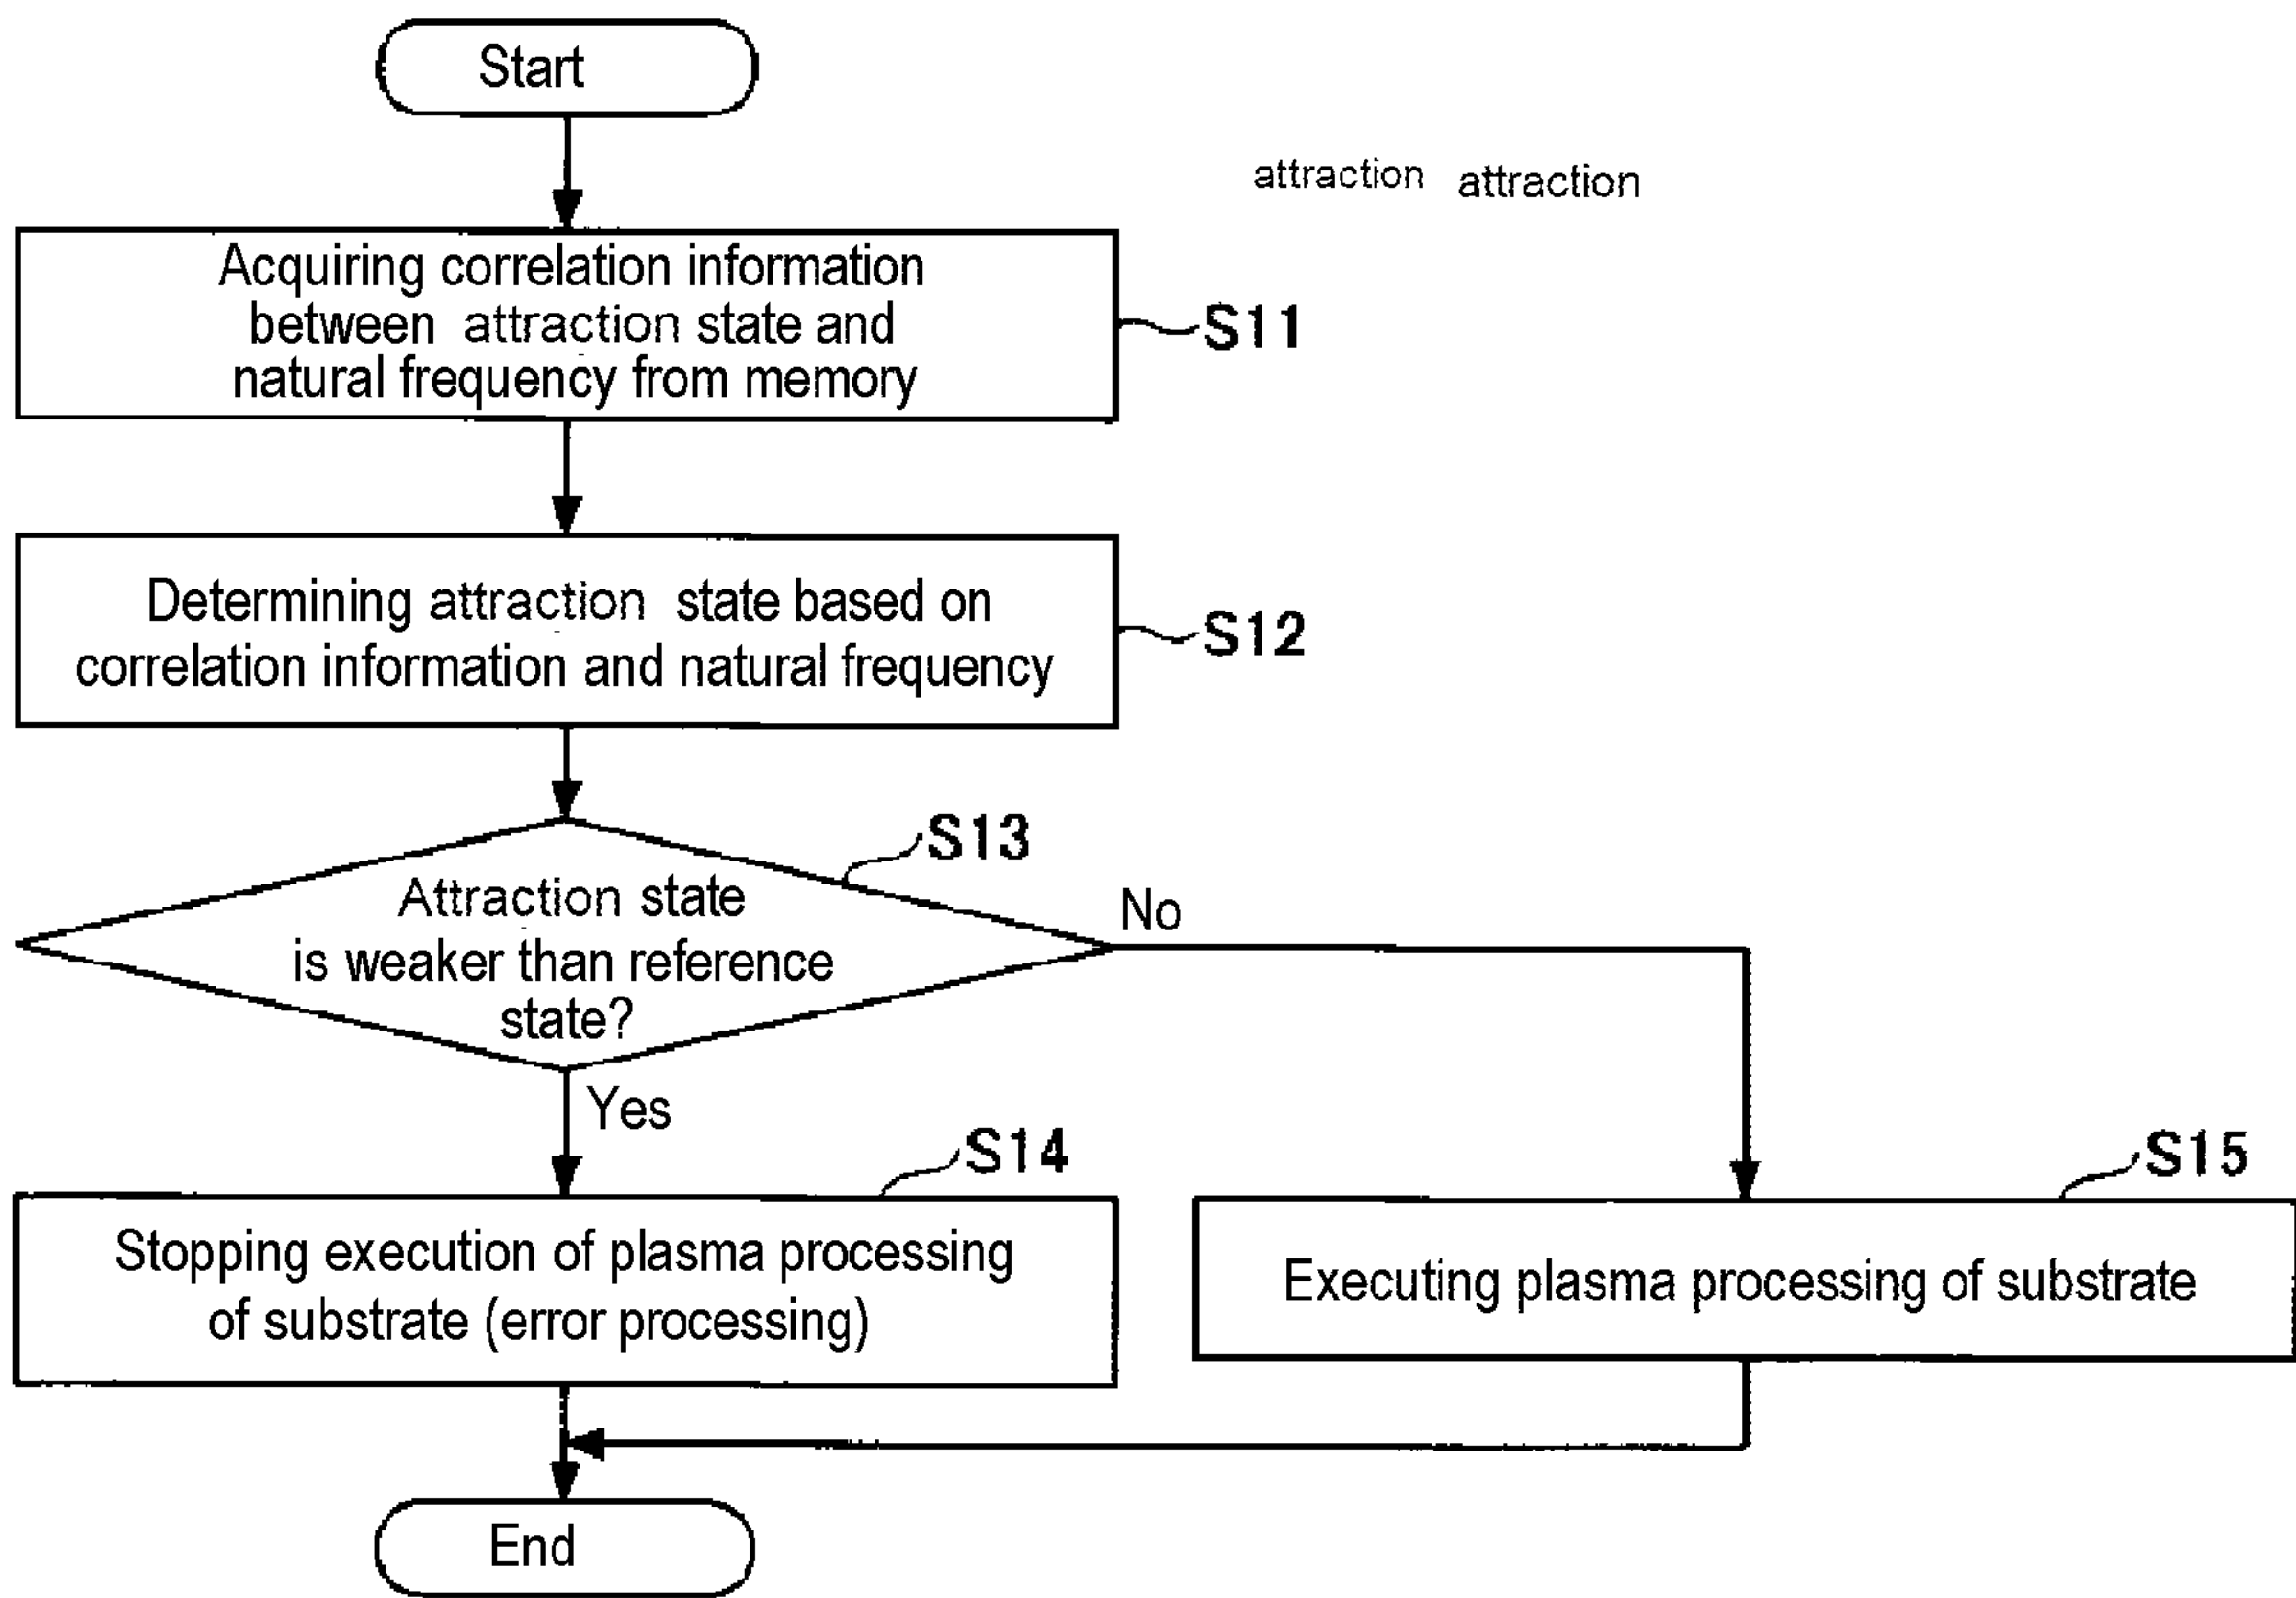 Start
attraction attraction
Acquiring correlation information
between attraction state and
natural frequency from memory
S11
Determining attraction state based on
correlation information and natural frequency
S12
S13
Attraction state
is weaker than reference
state?
No
Yes
S14
Stopping execution of plasma processing
of substrate (error processing)
S15
Executing plasma processing of substrate
End